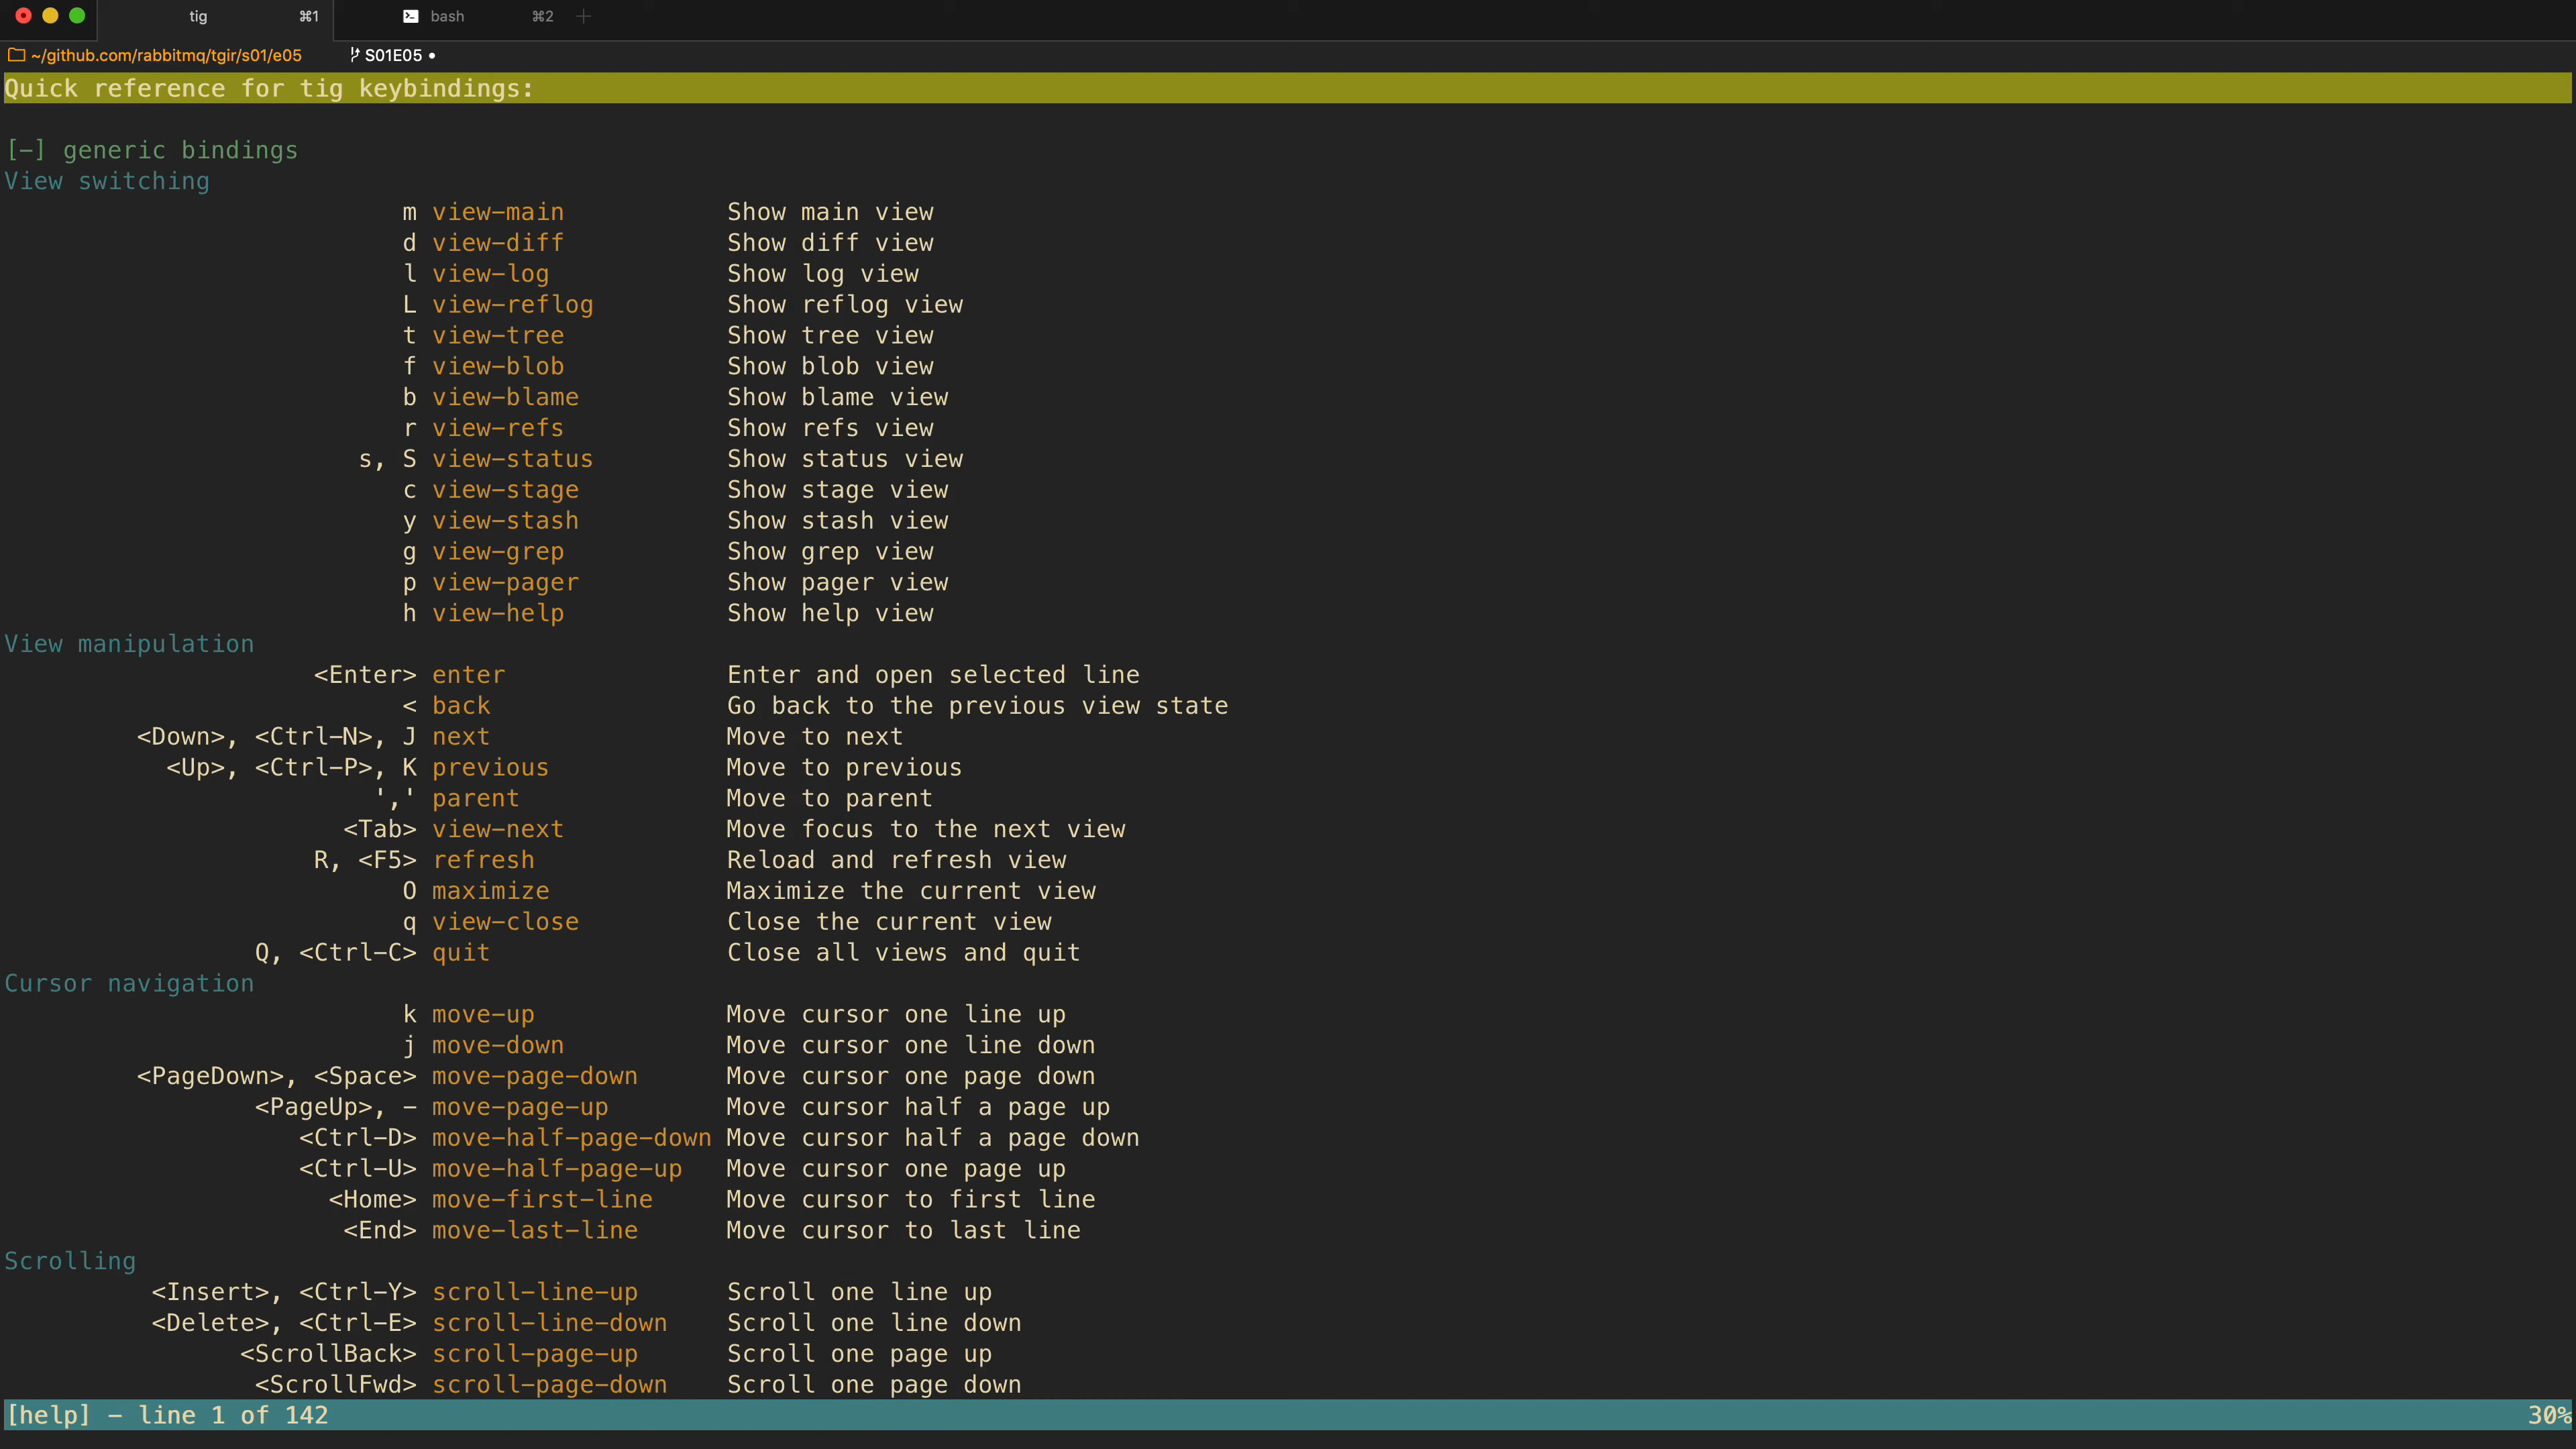 tig ⌘1 bash ⌘2 +
~/github.com/rabbitmq/tgir/s01/e05 S01E05 •
Quick reference for tig keybindings:
[-] generic bindings
View switching
m view-main Show main view
d view-diff Show diff view
l view-log Show log view
L view-reflog Show reflog view
t view-tree Show tree view
f view-blob Show blob view
b view-blame Show blame view
r view-refs Show refs view
s, S view-status Show status view
c view-stage Show stage view
y view-stash Show stash view
g view-grep Show grep view
p view-pager Show pager view
h view-help Show help view
View manipulation
<Enter> enter Enter and open selected line
< back Go back to the previous view state
<Down>, <Ctrl-N>, J next Move to next
<Up>, <Ctrl-P>, K previous Move to previous
',' parent Move to parent
<Tab> view-next Move focus to the next view
R, <F5> refresh Reload and refresh view
O maximize Maximize the current view
q view-close Close the current view
Q, <Ctrl-C> quit Close all views and quit
Cursor navigation
k move-up Move cursor one line up
j move-down Move cursor one line down
<PageDown>, <Space> move-page-down Move cursor one page down
<PageUp>, - move-page-up Move cursor half a page up
<Ctrl-D> move-half-page-down Move cursor half a page down
<Ctrl-U> move-half-page-up Move cursor one page up
<Home> move-first-line Move cursor to first line
<End> move-last-line Move cursor to last line
Scrolling
<Insert>, <Ctrl-Y> scroll-line-up Scroll one line up
<Delete>, <Ctrl-E> scroll-line-down Scroll one line down
<ScrollBack> scroll-page-up Scroll one page up
<ScrollFwd> scroll-page-down Scroll one page down
[help] - line 1 of 142 30%